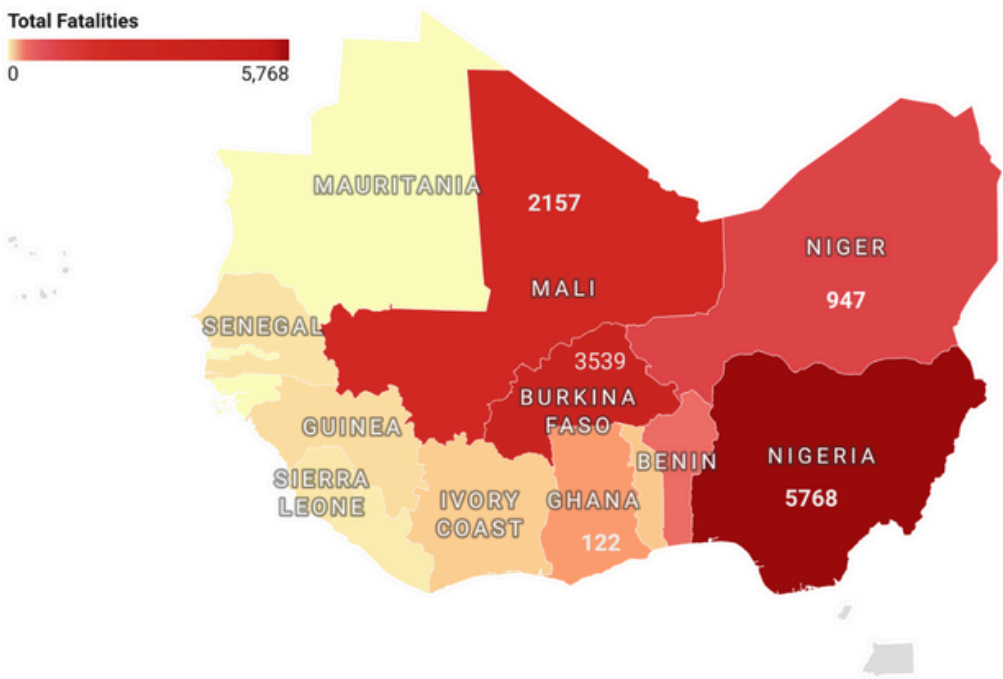 Total Fatalities
0 5,768
MAURITANIA
2157
NIGER
MALI
947
SENEGAL
3539
BURKINA
FASO
GUINEA
BENIN
NIGERIA
SIERRA
LEONE
IVORY
COAST
GHANA
5768
122